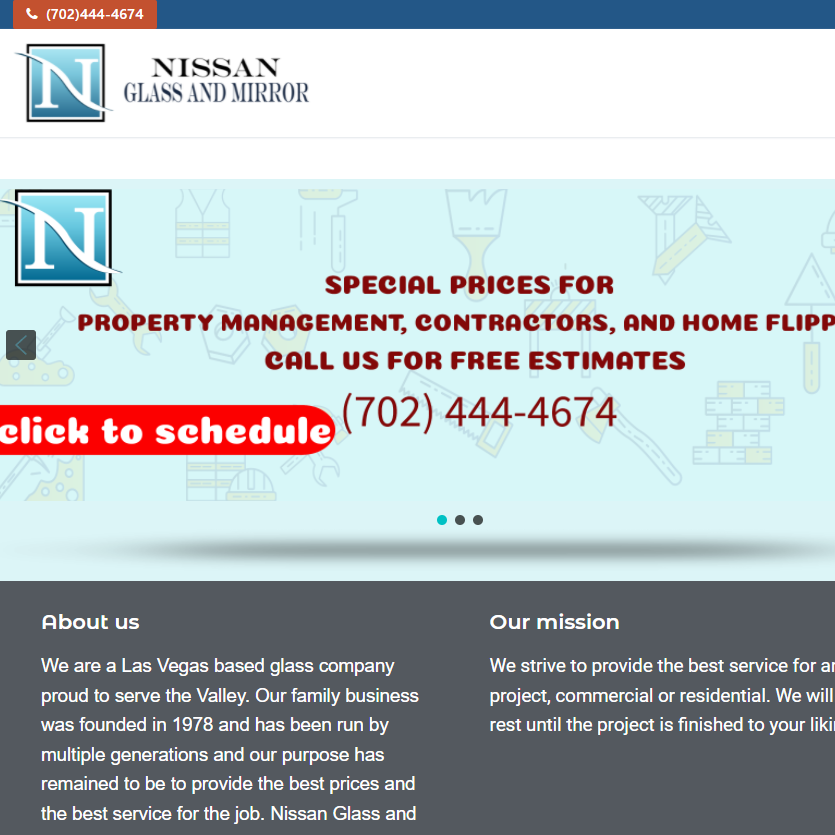 (702)444-4674
N
NISSAN
GLASS AND MIRROR
N
SPECIAL PRICES FOR
PROPERTY MANAGEMENT, CONTRACTORS, AND HOME FLIPP
CALL US FOR FREE ESTIMATES
(702) 444-4674
click to schedule
About us
We are a Las Vegas based glass company
proud to serve the Valley. Our family business
was founded in 1978 and has been run by
multiple generations and our purpose has
remained to be to provide the best prices and
the best service for the job. Nissan Glass and
Our mission
We strive to provide the best service for
project, commercial or residential. We will
rest until the project is finished to your